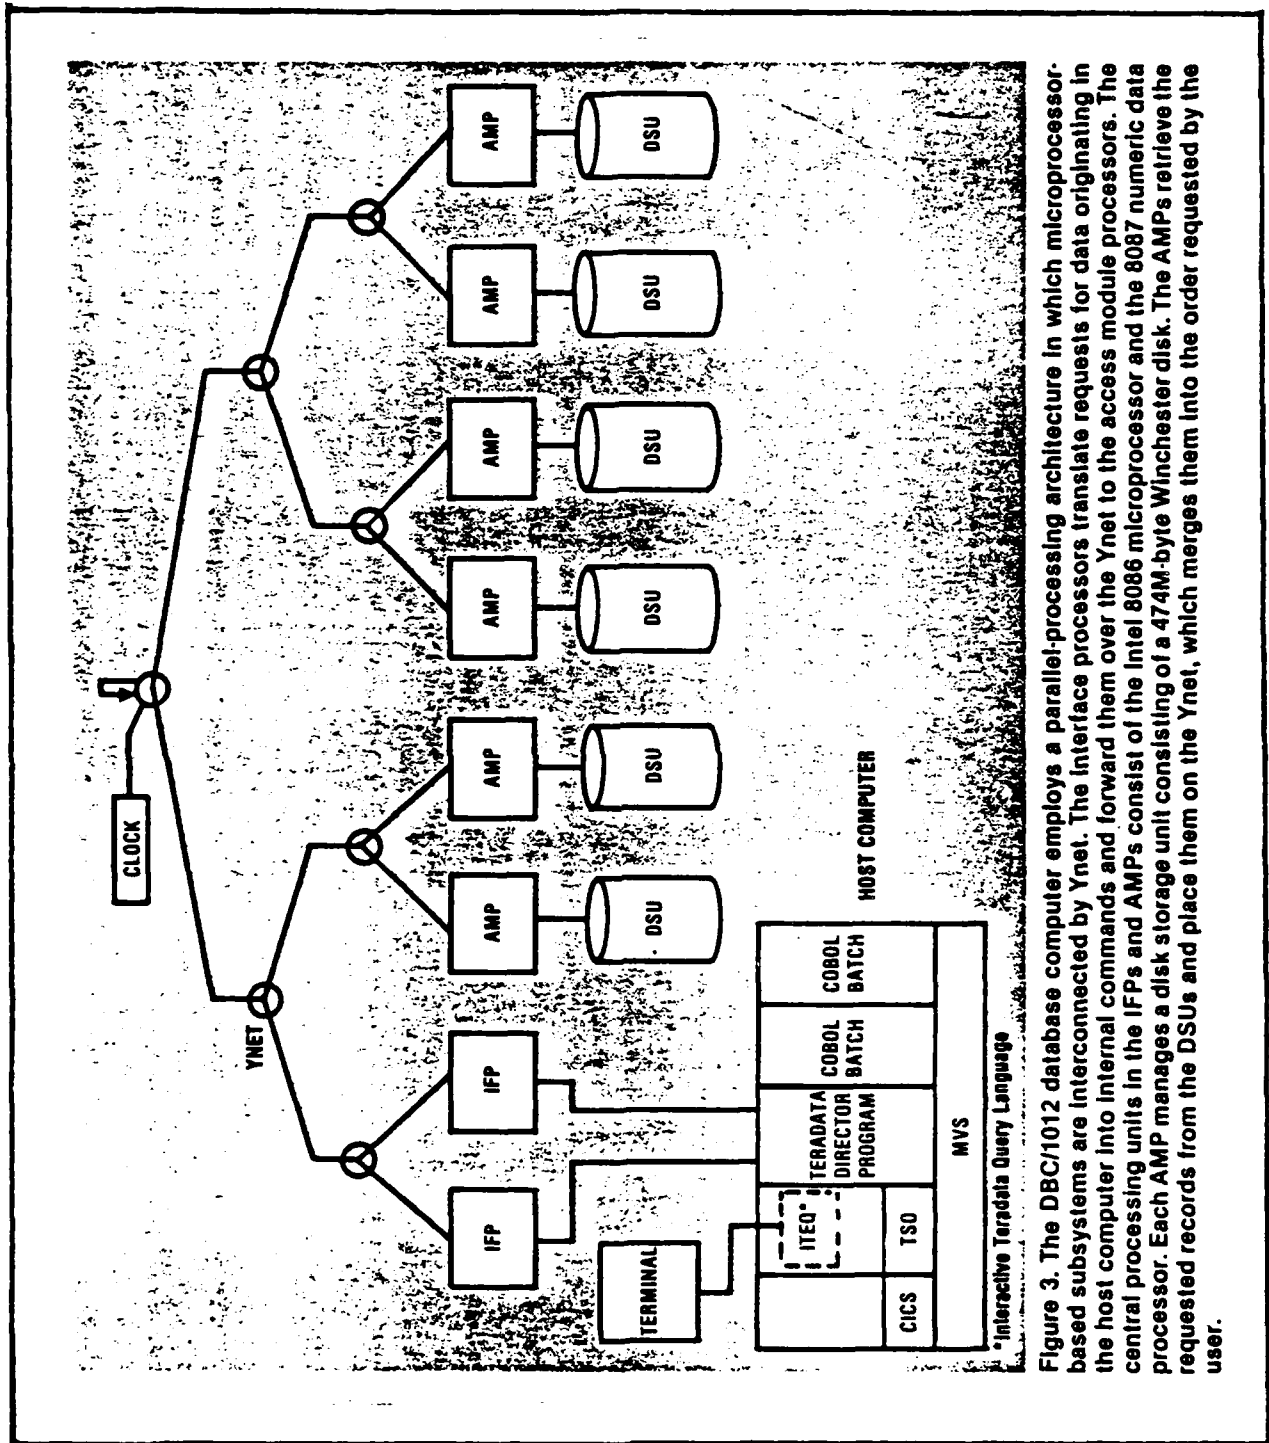 CLOCK
YNET
IFP
IFP
AMP
AMP
AMP
AMP
AMP
AMP
DSU
DSU
DSU
DSU
DSU
DSU
TERMINAL
HOST COMPUTER
ITEQ*
TERADATA
DIRECTOR
PROGRAM
COBOL
BATCH
COBOL
BATCH
CICS
TSO
MVS
*Interactive Teradata Query Language
Figure 3. The DBC/1012 database computer employs a parallel-processing architecture in which microprocessor-
based subsystems are interconnected by Ynet. The interface processors translate requests for data originating in
the host computer into internal commands and forward them over the Ynet to the access module processors. The
central processing units in the IFPs and AMPs consist of the Intel 8086 microprocessor and the 8087 numeric data
processor. Each AMP manages a disk storage unit consisting of a 474M-byte Winchester disk. The AMPs retrieve the
requested records from the DSUs and place them on the Ynet, which merges them into the order requested by the
user.